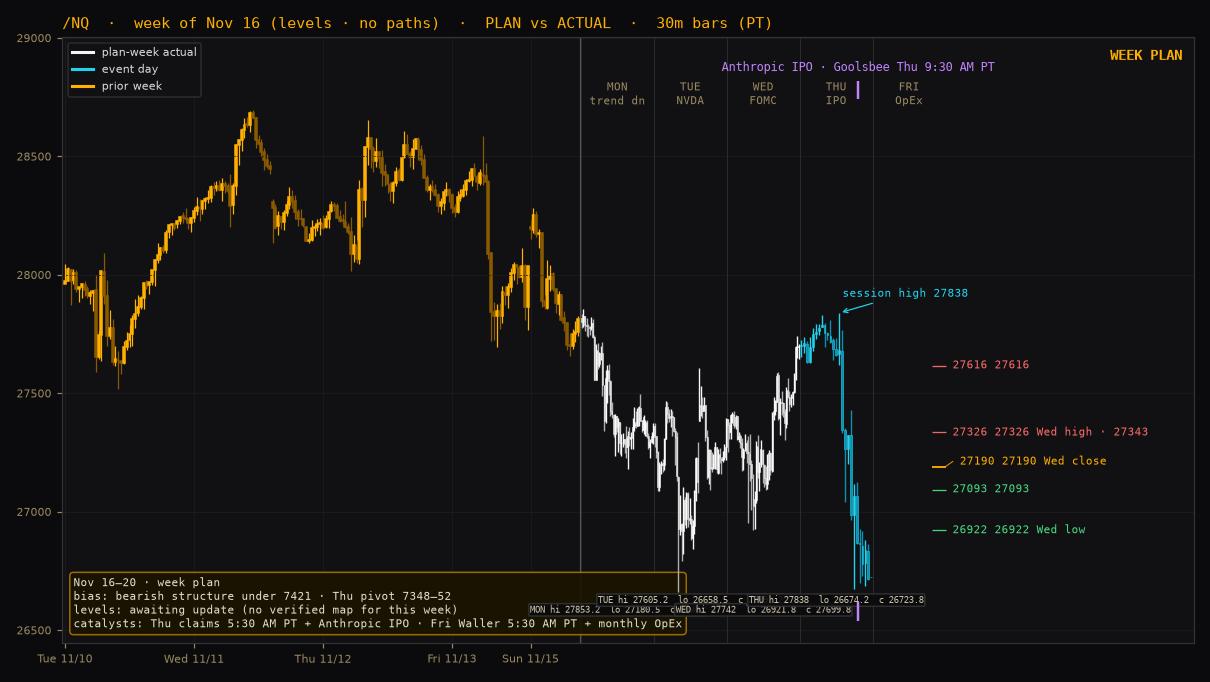 /NQ · week of Nov 16 (levels · no paths) · PLAN vs ACTUAL · 30m bars (PT)
plan-week actual
event day
prior week
WEEK PLAN
Anthropic IPO · Goolsbee Thu 9:30 AM PT
MON
trend dn
TUE
NVDA
WED
FOMC
THU
IPO
FRI
OpEx
29000
28500
28000
27500
27000
26500
session high 27838
27616 27616
27326 27326 Wed high · 27343
27190 27190 Wed close
27093 27093
26922 26922 Wed low
Nov 16–20 · week plan
bias: bearish structure under 7421 · Thu pivot 7348–52
levels: awaiting update (no verified map for this week)
catalysts: Thu claims 5:30 AM PT + Anthropic IPO · Fri Waller 5:30 AM PT + monthly OpEx
TUE hi 27605.2 lo 26658.5 c
THU hi 27838 lo 26674.2 c 26723.8
MON hi 27853.2 lo 27180.5 c
WED hi 27742 lo 26921.8 c 27699.8
Tue 11/10
Wed 11/11
Thu 11/12
Fri 11/13
Sun 11/15